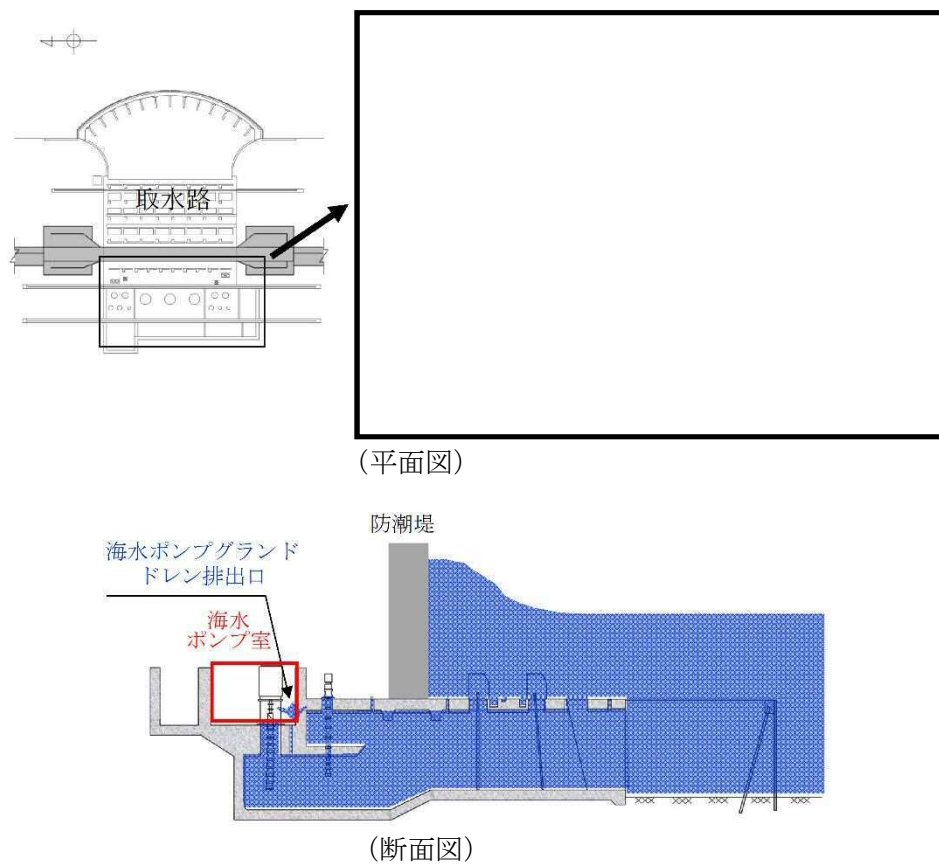 取水路
(平面図)
防潮堤
海水ポンプグランド
ドレン排出口
海水
ポンプ室
(断面図)